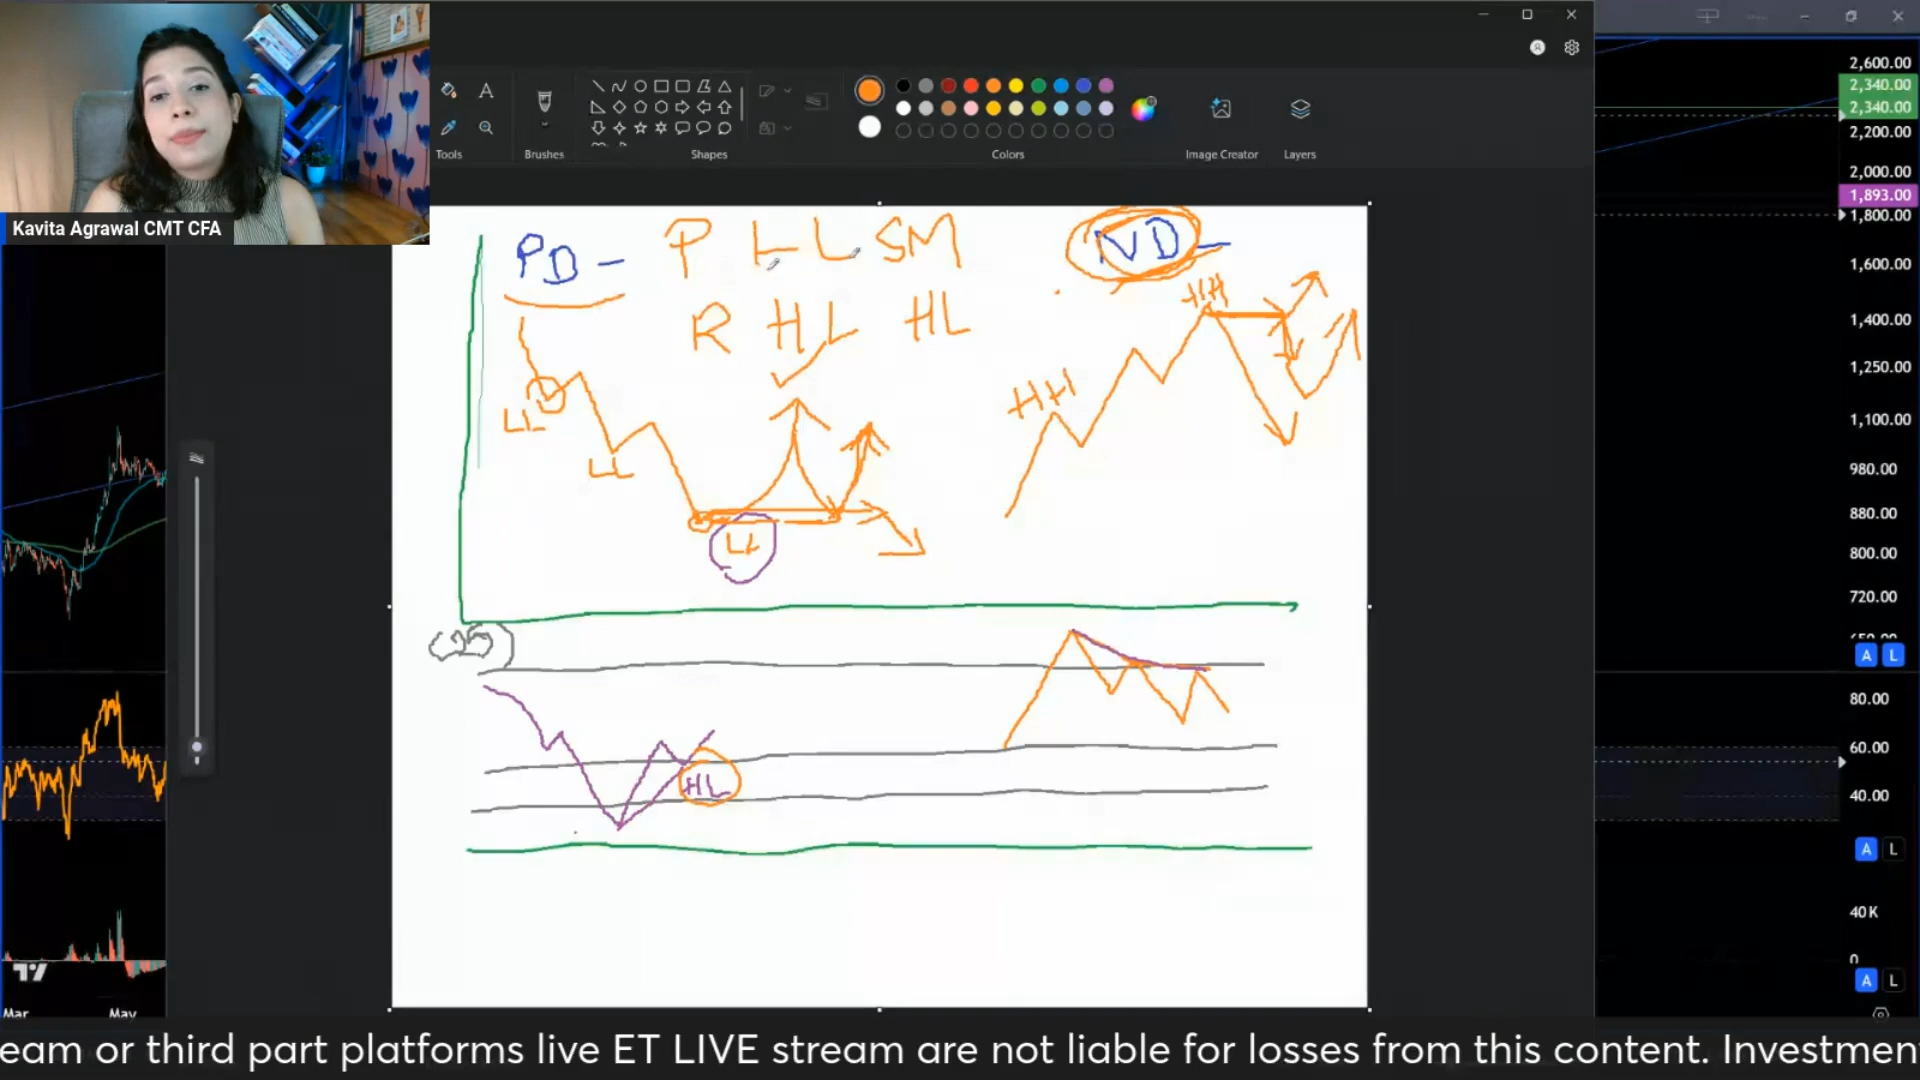 Kavita Agrawal CMT CFA
Tools
Brushes
Shapes
Colors
Image Creator
Layers
PD - P LL SM
R HL HL
ND -
HH
HH
LL
LL
LL
HL
2,600.00
2,340.00
2,340.00
2,200.00
2,000.00
1,893.00
1,800.00
1,600.00
1,400.00
1,250.00
1,100.00
980.00
880.00
800.00
720.00
A L
80.00
60.00
40.00
A L
40K
0
A L
Mar May
eam or third part platforms live ET LIVE stream are not liable for losses from this content. Investmen